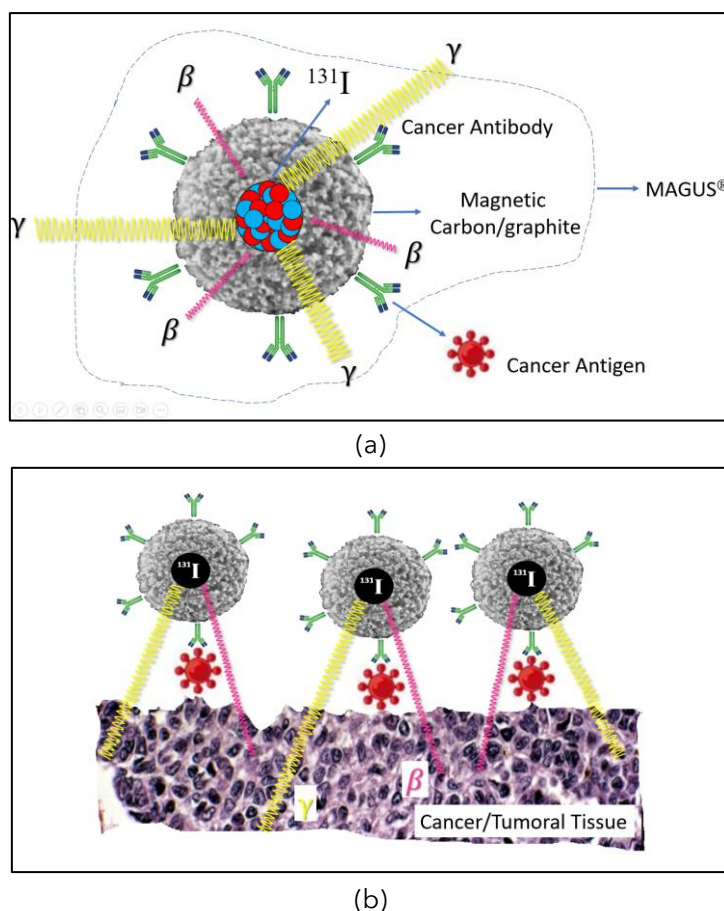 γ
β
¹³¹I
Cancer Antibody
MAGUS®
Magnetic
Carbon/graphite
γ
β
β
γ
Cancer Antigen
(a)
¹³¹I
¹³¹I
¹³¹I
β
γ
Cancer/Tumoral Tissue
(b)